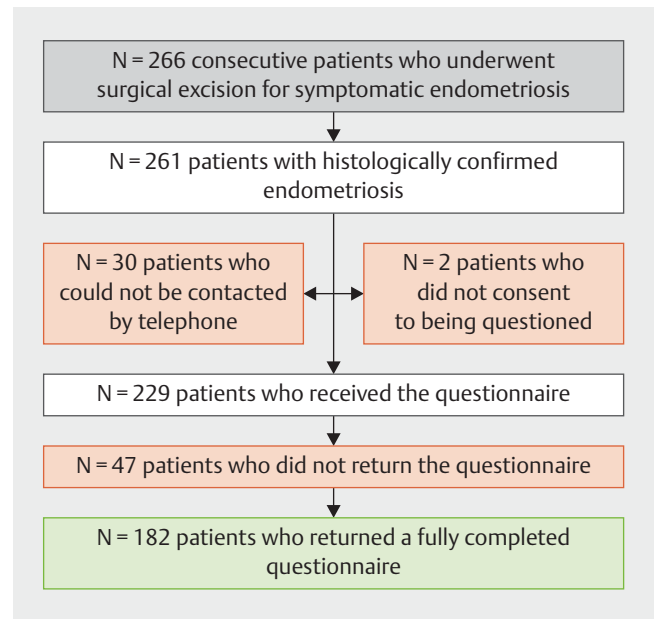 N = 266 consecutive patients who underwent
surgical excision for symptomatic endometriosis
N = 261 patients with histologically confirmed
endometriosis
N = 30 patients who
could not be contacted
by telephone
N = 2 patients who
did not consent
to being questioned
N = 229 patients who received the questionnaire
N = 47 patients who did not return the questionnaire
N = 182 patients who returned a fully completed
questionnaire